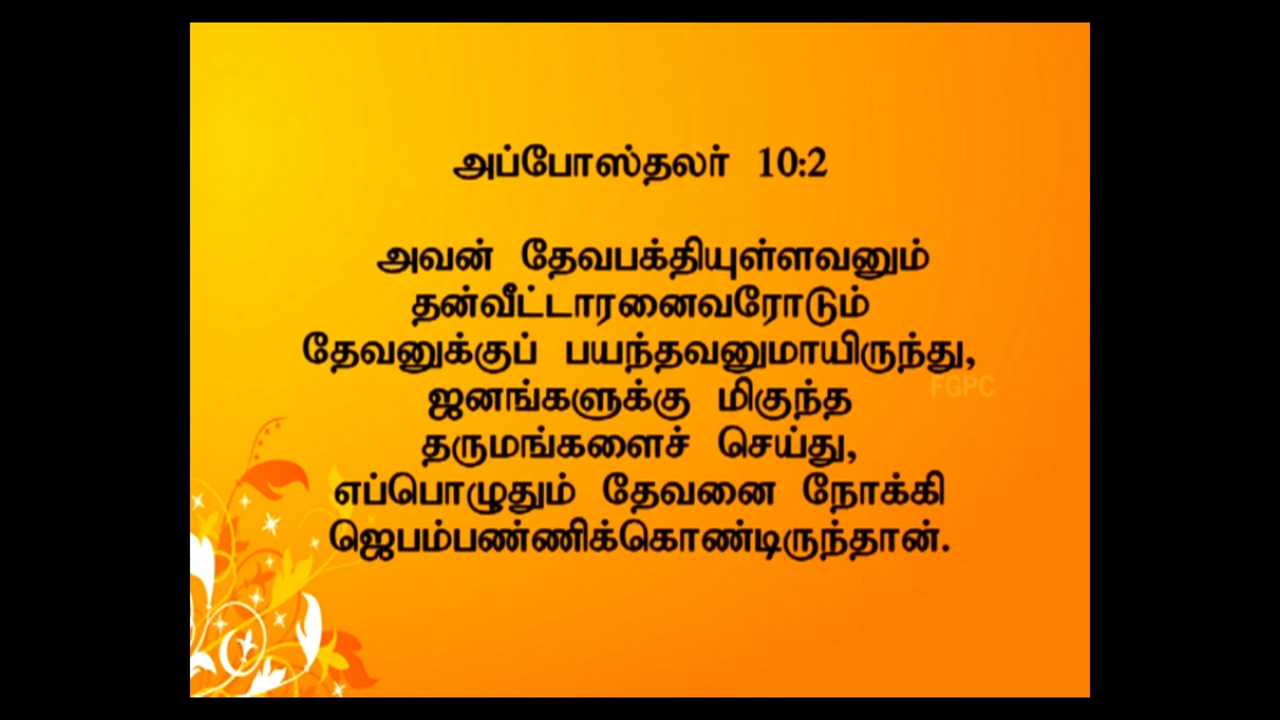 அப்போஸ்தலர் 10:2
அவன் தேவபக்தியுள்ளவனும்
தன்வீட்டாரனைவரோடும்
தேவனுக்குப் பயந்தவனுமாயிருந்து,
FGPC
ஜனங்களுக்கு மிகுந்த
தருமங்களைச் செய்து,
எப்பொழுதும் தேவனை நோக்கி
ஜெபம்பண்ணிக்கொண்டிருந்தான்.